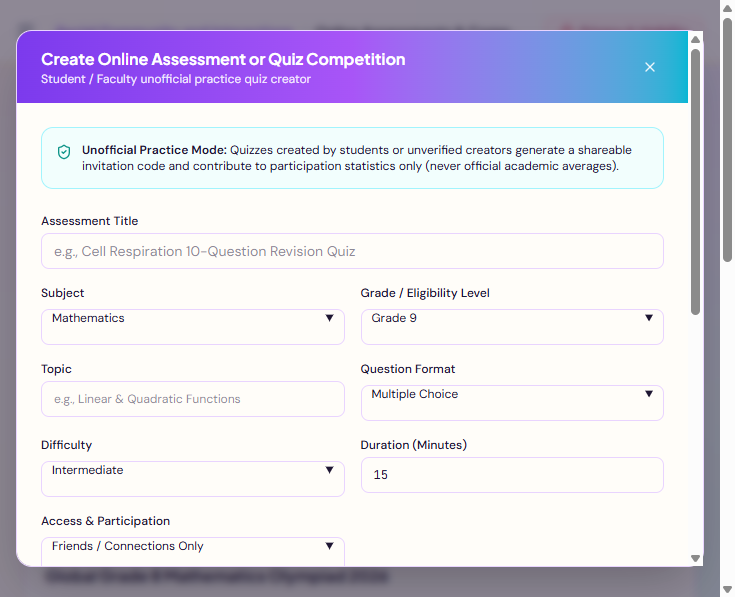 Create Online Assessment or Quiz Competition
Student / Faculty unofficial practice quiz creator
Unofficial Practice Mode: Quizzes created by students or unverified creators generate a shareable
invitation code and contribute to participation statistics only (never official academic averages).
Assessment Title
e.g., Cell Respiration 10-Question Revision Quiz
Subject
Grade / Eligibility Level
Mathematics
Grade 9
Topic
Question Format
e.g., Linear & Quadratic Functions
Multiple Choice
Difficulty
Duration (Minutes)
Intermediate
15
Access & Participation
Friends / Connections Only
Global Grade 9 Mathematics Olympiad 2026